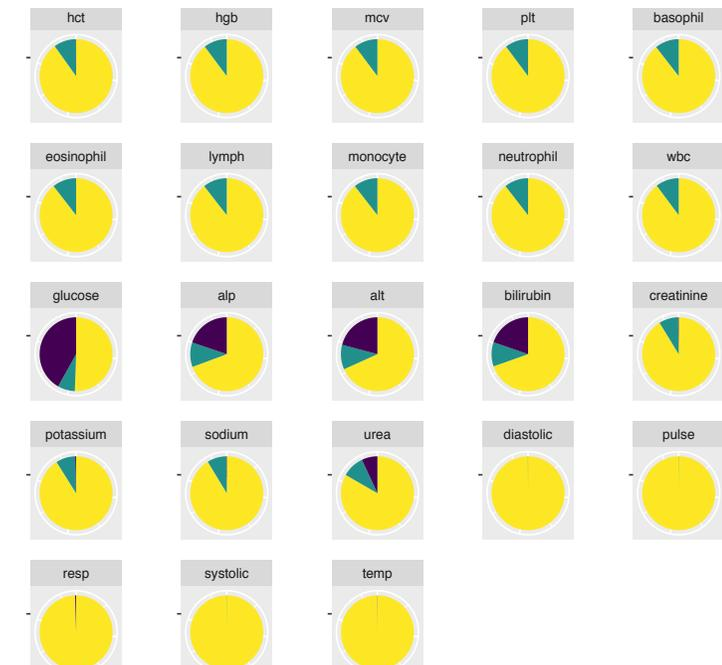 hct hgb mcv plt basophil
eosinophil lymph monocyte neutrophil wbc
glucose alp alt bilirubin creatinine
potassium sodium urea diastolic pulse
resp systolic temp